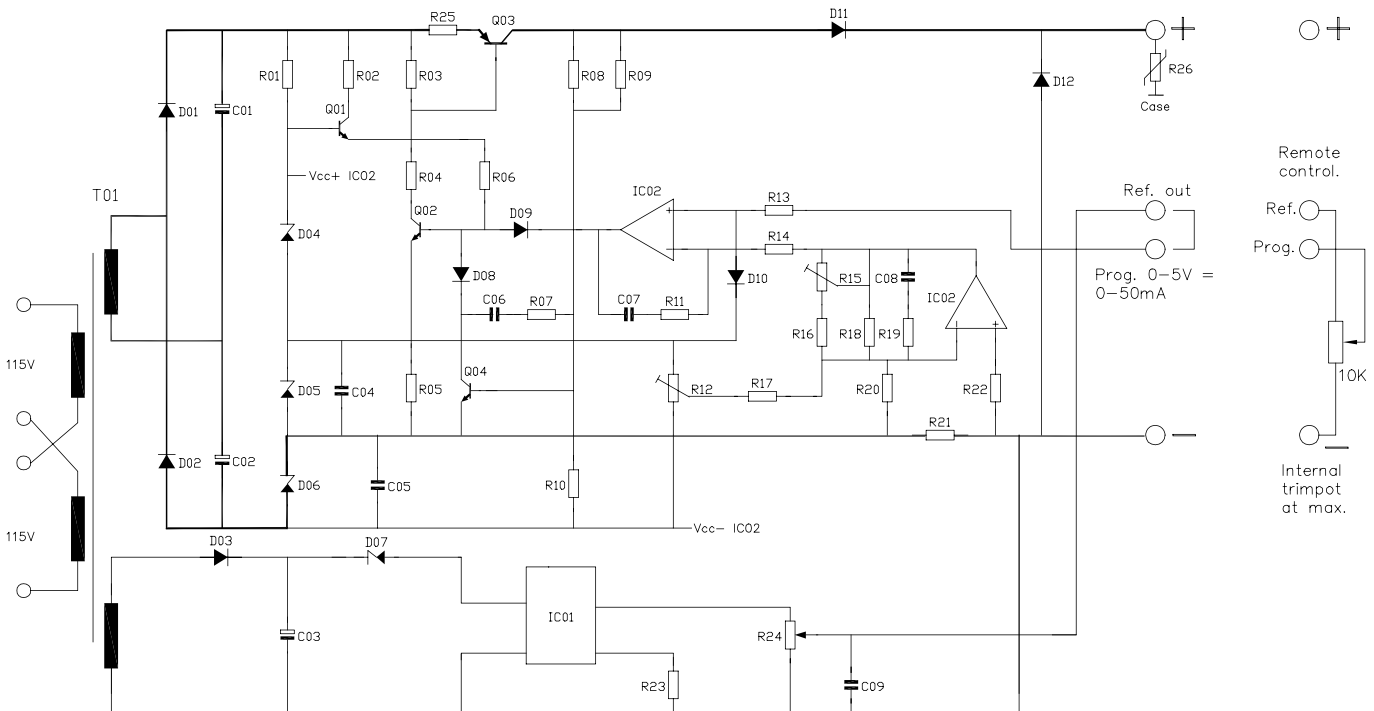 R25
Q03
D11
R01
R02
R03
R08
R09
D12
R26
Case
D01
C01
Q01
Remote
control.
Vcc+ IC02
R04
R06
T01
IC02
R13
Ref. out
Ref.
Q02
D09
D04
R14
Prog.
D08
D10
R15
C08
IC02
Prog. 0-5V =
0-50mA
C06
R07
C07
R11
R16
R18
R19
115V
D05
C04
R05
Q04
R12
R17
R20
R22
10K
R21
D02
C02
D06
C05
R10
Internal
trimpot
at max.
115V
Vcc- IC02
D03
D07
IC01
C03
R24
R23
C09